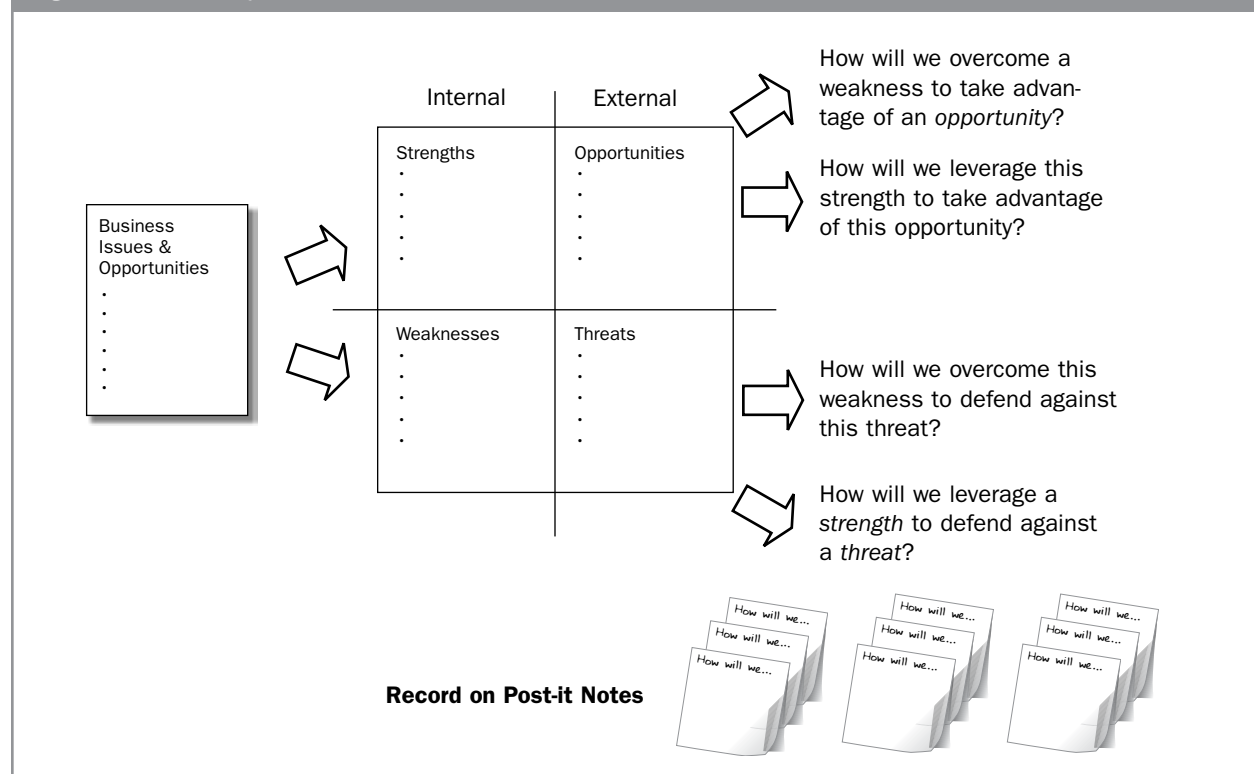 Internal
External
Strengths
Opportunities
Business
Issues &
Opportunities
Weaknesses
Threats
How will we overcome a
weakness to take advan-
tage of an opportunity?
How will we leverage this
strength to take advantage
of this opportunity?
How will we overcome this
weakness to defend against
this threat?
How will we leverage a
strength to defend against
a threat?
Record on Post-it Notes
How will we...
How will we...
How will we...
How will we...
How will we...
How will we...
How will we...
How will we...
How will we...